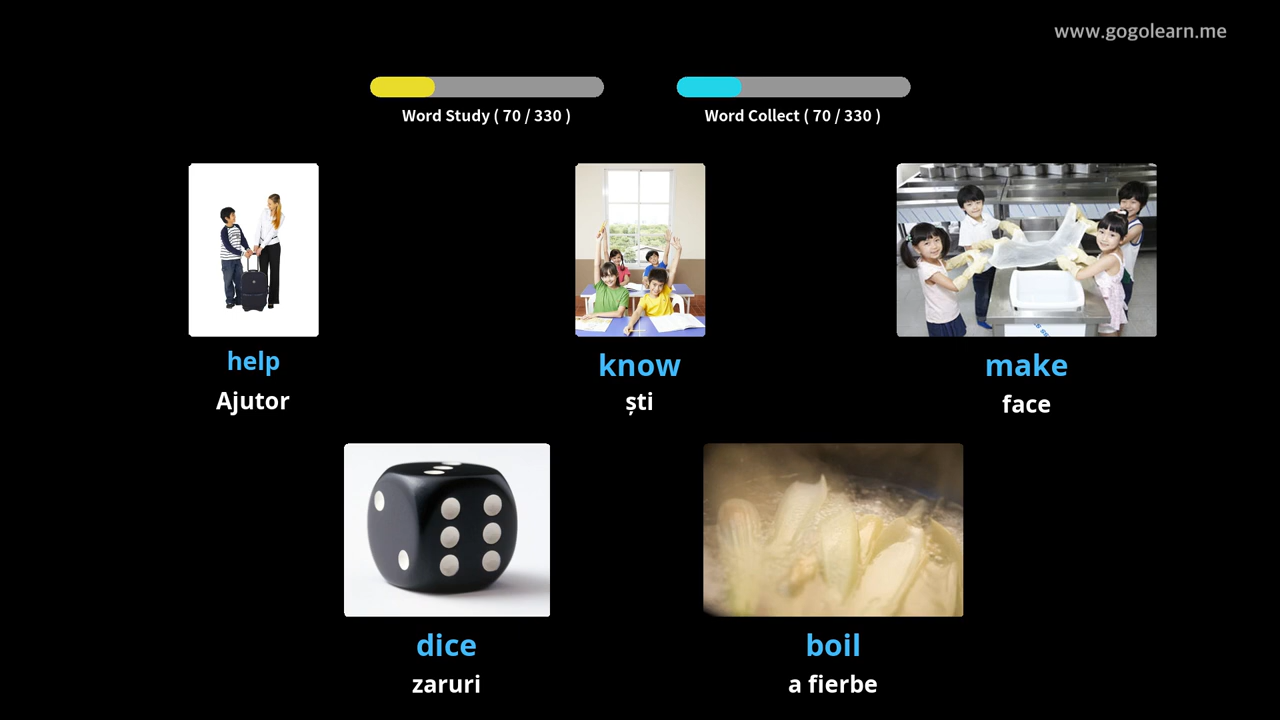 www.gogolearn.me
Word Study ( 70 / 330 )
Word Collect ( 70 / 330 )
help
Ajutor
know
ști
make
face
dice
zaruri
boil
a fierbe